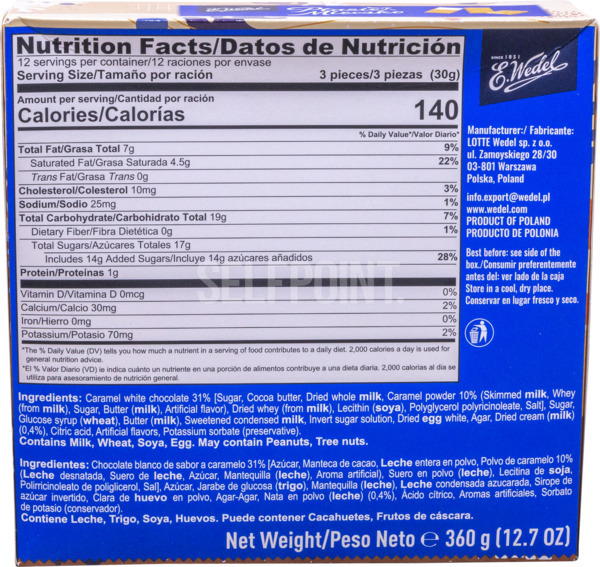 Ptasie
Mleczko
Nutrition Facts/Datos de Nutrición
12 servings per container/12 raciones por envase
Serving Size/Tamaño por ración 3 pieces/3 piezas (30g)
Amount per serving/Cantidad por ración
Calories/Calorías 140
% Daily Value*/Valor Diario*
Total Fat/Grasa Total 7g 9%
Saturated Fat/Grasa Saturada 4.5g 22%
Trans Fat/Grasa Trans 0g
Cholesterol/Colesterol 10mg 3%
Sodium/Sodio 25mg 1%
Total Carbohydrate/Carbohidrato Total 19g 7%
Dietary Fiber/Fibra Dietética 0g 1%
Total Sugars/Azúcares Totales 17g
Includes 14g Added Sugars/Incluye 14g azúcares añadidos 28%
Protein/Proteínas 1g
Vitamin D/Vitamina D 0mcg 0%
Calcium/Calcio 30mg 2%
Iron/Hierro 0mg 0%
Potassium/Potasio 70mg 2%
*The % Daily Value (DV) tells you how much a nutrient in a serving of food contributes to a daily diet. 2,000 calories a day is used for
general nutrition advice.
*El % Valor Diario (VD) le indica cuánto un nutriente en una porción de alimentos contribuye a una dieta diaria. 2,000 calorías al día se
utiliza para asesoramiento de nutrición general.
SINCE 1851
E.Wedel
Manufacturer:/ Fabricante:
LOTTE Wedel sp. z o.o.
ul. Zamoyskiego 28/30
03-801 Warszawa
Polska, Poland
info.export@wedel.pl
www.wedel.com
PRODUCT OF POLAND
PRODUCTO DE POLONIA
Best before: see side of the
box./Consumir preferentemente
antes del: ver lado de la caja
Store in a cool, dry place.
Conservar en lugar fresco y seco.
SELFPOINT.
Ingredients: Caramel white chocolate 31% [Sugar, Cocoa butter, Dried whole milk, Caramel powder 10% (Skimmed milk, Whey
(from milk), Sugar, Butter (milk), Artificial flavor), Dried whey (from milk), Lecithin (soya), Polyglycerol polyricinoleate, Salt], Sugar,
Glucose syrup (wheat), Butter (milk), Sweetened condensed milk, Invert sugar solution, Dried egg white, Agar, Dried cream (milk)
(0,4%), Citric acid, Artificial flavors, Potassium sorbate (preservative).
Contains Milk, Wheat, Soya, Egg. May contain Peanuts, Tree nuts.
Ingredientes: Chocolate blanco de sabor a caramelo 31% [Azúcar, Manteca de cacao, Leche entera en polvo, Polvo de caramelo 10%
(Leche desnatada, Suero de leche, Azúcar, Mantequilla (leche), Aroma artificial), Suero en polvo (leche), Lecitina de soja,
Polirricinoleato de poliglicerol, Sal], Azúcar, Jarabe de glucosa (trigo), Mantequilla (leche), Leche condensada azucarada, Sirope de
azúcar invertido, Clara de huevo en polvo, Agar-Agar, Nata en polvo (leche) (0,4%), Ácido cítrico, Aromas artificiales, Sorbato
de potasio (conservador).
Contiene Leche, Trigo, Soya, Huevos. Puede contener Cacahuetes, Frutos de cáscara.
Net Weight/Peso Neto ℮ 360 g (12.7 OZ)